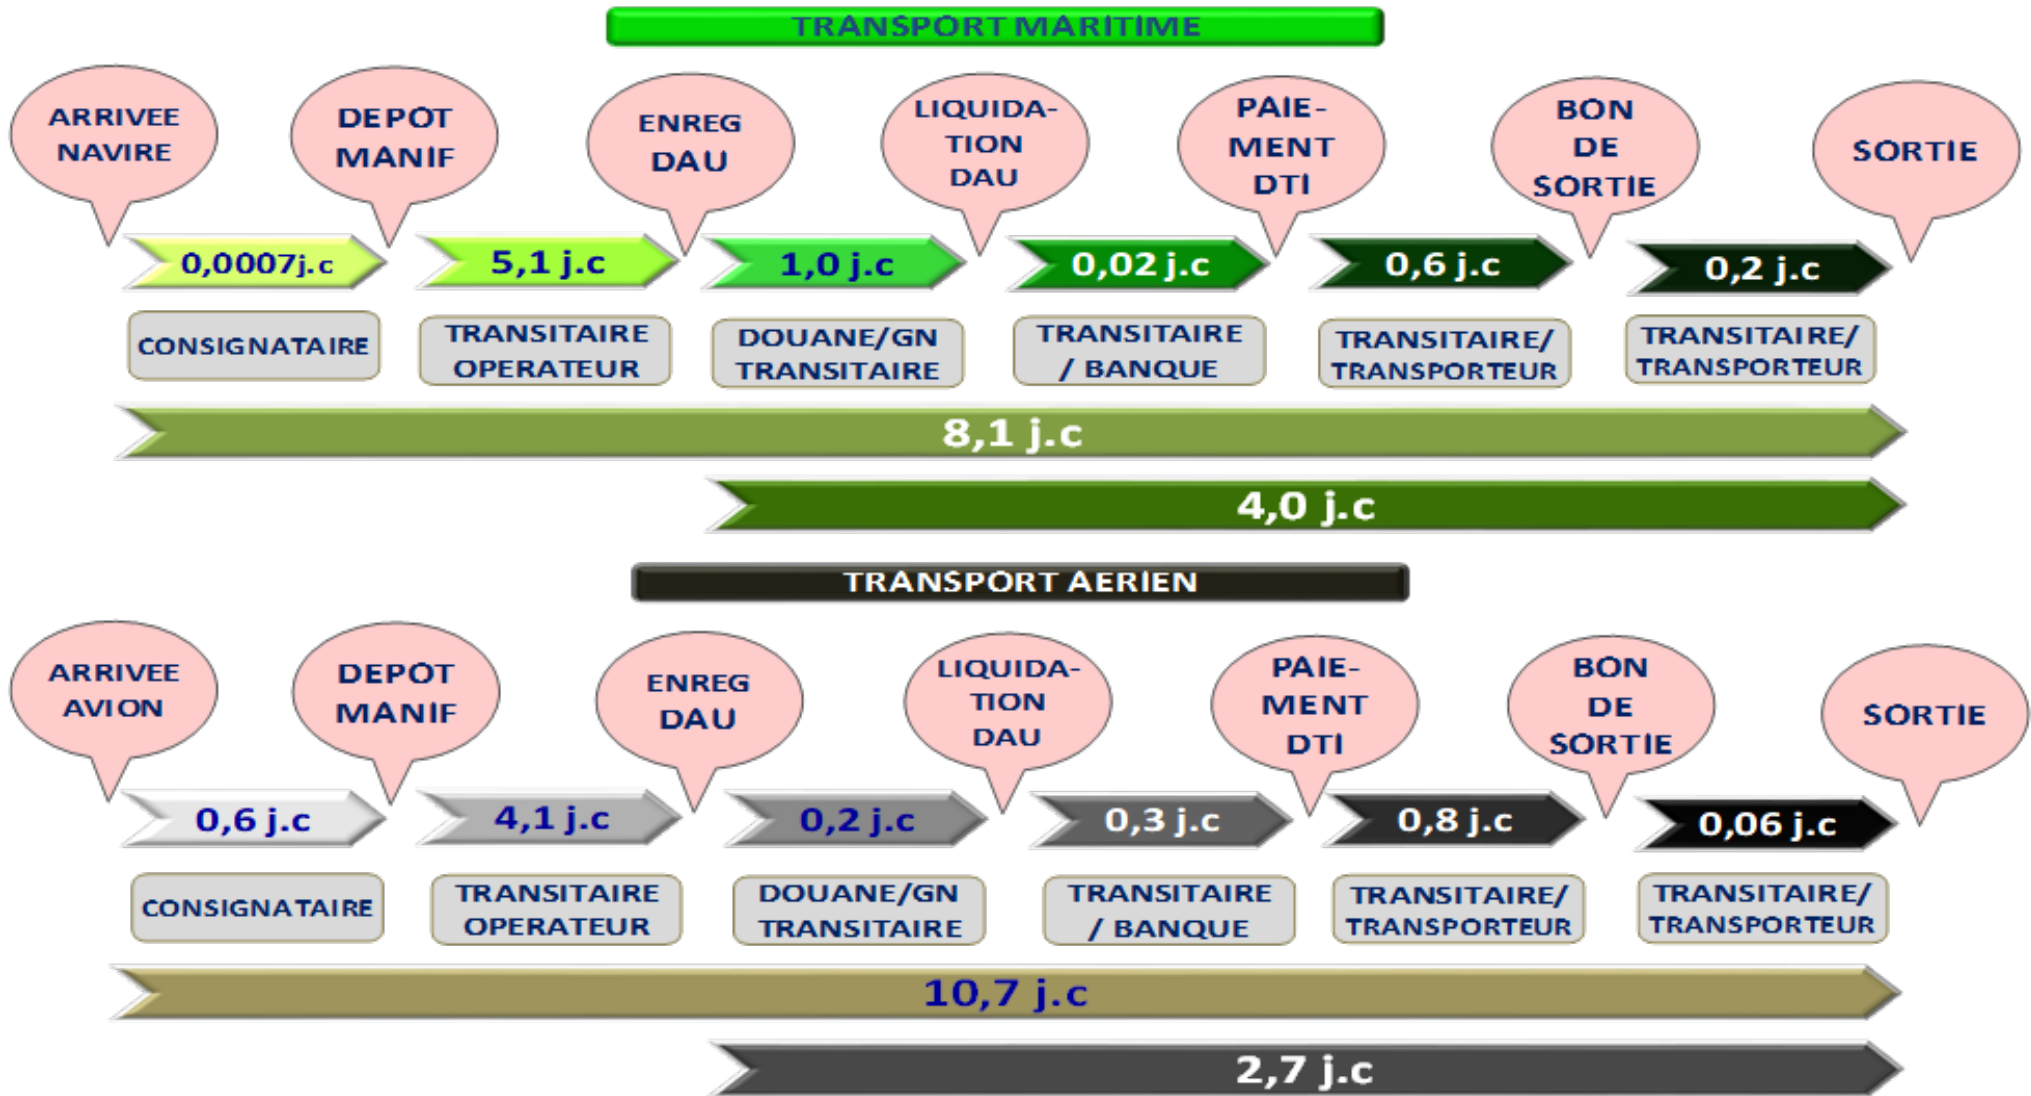 TRANSPORT MARITIME
ARRIVEE
NAVIRE
DEPOT
MANIF
ENREG
DAU
LIQUIDA-
TION
DAU
PAIE-
MENT
DTI
BON
DE
SORTIE
SORTIE
0,0007j.c
5,1 j.c
1,0 j.c
0,02 j.c
0,6 j.c
0,2 j.c
CONSIGNATAIRE
TRANSITAIRE
OPERATEUR
DOUANE/GN
TRANSITAIRE
TRANSITAIRE
/ BANQUE
TRANSITAIRE/
TRANSPORTEUR
TRANSITAIRE/
TRANSPORTEUR
8,1 j.c
4,0 j.c
TRANSPORT AERIEN
ARRIVEE
AVION
DEPOT
MANIF
ENREG
DAU
LIQUIDA-
TION
DAU
PAIE-
MENT
DTI
BON
DE
SORTIE
SORTIE
0,6 j.c
4,1 j.c
0,2 j.c
0,3 j.c
0,8 j.c
0,06 j.c
CONSIGNATAIRE
TRANSITAIRE
OPERATEUR
DOUANE/GN
TRANSITAIRE
TRANSITAIRE
/ BANQUE
TRANSITAIRE/
TRANSPORTEUR
TRANSITAIRE/
TRANSPORTEUR
10,7 j.c
2,7 j.c